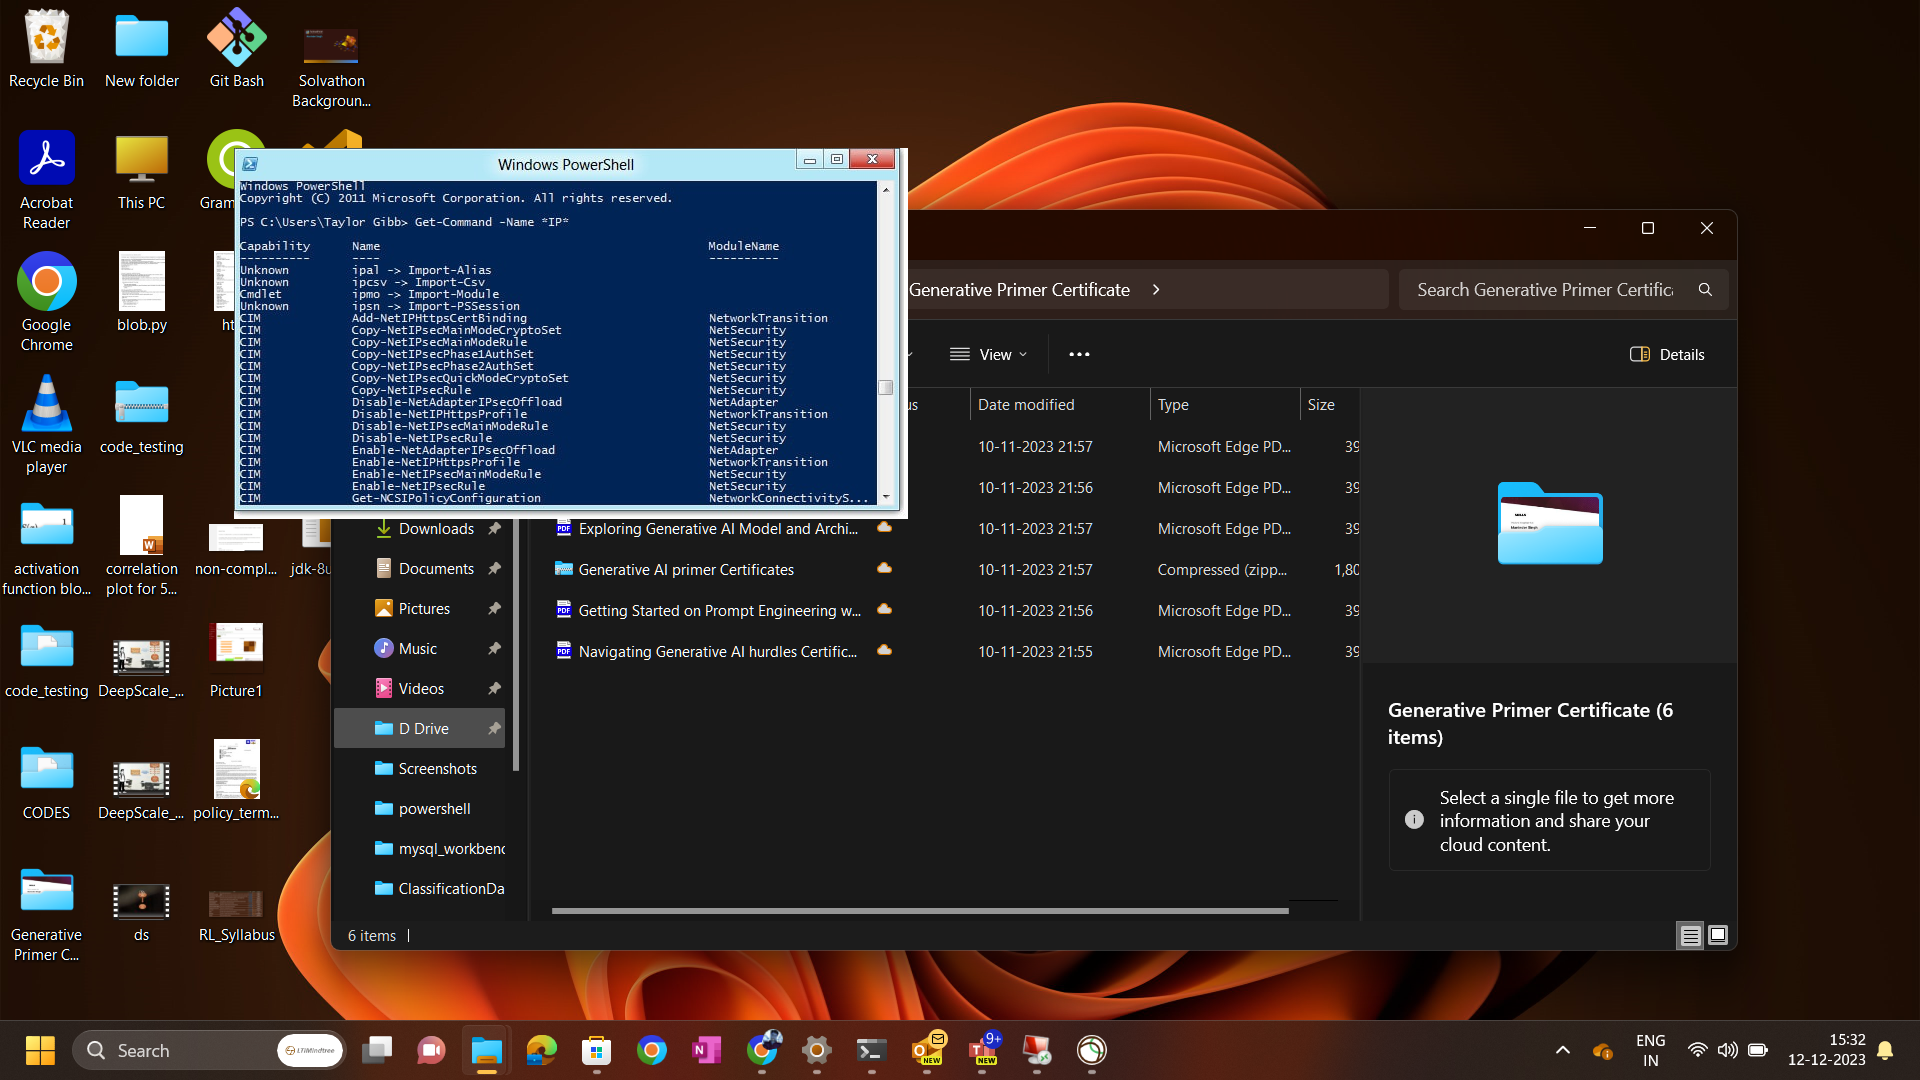 Recycle Bin
New folder
Git Bash
Solvathon
Backgroun...
Acrobat
Reader
This PC
Gram
Google
Chrome
blob.py
ht
VLC media
player
code_testing
activation
function blo...
correlation
plot for 5...
non-compl...
jdk-8u
code_testing
DeepScale_...
Picture1
CODES
DeepScale_...
policy_term...
Generative
Primer C...
ds
RL_Syllabus
Windows PowerShell
Windows PowerShell
Copyright (C) 2011 Microsoft Corporation. All rights reserved.
PS C:\Users\Taylor Gibb> Get-Command -Name *IP*
Capability Name ModuleName
---------- ---- ----------
Unknown ipal -> Import-Alias
Unknown ipcsv -> Import-Csv
Cmdlet ipmo -> Import-Module
Unknown ipsn -> Import-PSSession
CIM Add-NetIPHttpsCertBinding NetworkTransition
CIM Copy-NetIPsecMainModeCryptoSet NetSecurity
CIM Copy-NetIPsecMainModeRule NetSecurity
CIM Copy-NetIPsecPhase1AuthSet NetSecurity
CIM Copy-NetIPsecPhase2AuthSet NetSecurity
CIM Copy-NetIPsecQuickModeCryptoSet NetSecurity
CIM Copy-NetIPsecRule NetSecurity
CIM Disable-NetAdapterIPsecOffload NetAdapter
CIM Disable-NetIPHttpsProfile NetworkTransition
CIM Disable-NetIPsecMainModeRule NetSecurity
CIM Disable-NetIPsecRule NetSecurity
CIM Enable-NetAdapterIPsecOffload NetAdapter
CIM Enable-NetIPHttpsProfile NetworkTransition
CIM Enable-NetIPsecMainModeRule NetSecurity
CIM Enable-NetIPsecRule NetSecurity
CIM Get-NCSIPolicyConfiguration NetworkConnectivityS...
Generative Primer Certificate >
Search Generative Primer Certific
View
Details
us Date modified Type Size
10-11-2023 21:57 Microsoft Edge PD... 39
10-11-2023 21:56 Microsoft Edge PD... 39
Exploring Generative AI Model and Archi... 10-11-2023 21:57 Microsoft Edge PD... 39
Generative AI primer Certificates 10-11-2023 21:57 Compressed (zipp... 1,80
Getting Started on Prompt Engineering w... 10-11-2023 21:56 Microsoft Edge PD... 39
Navigating Generative AI hurdles Certific... 10-11-2023 21:55 Microsoft Edge PD... 39
Downloads
Documents
Pictures
Music
Videos
D Drive
Screenshots
powershell
mysql_workbenc
ClassificationDa
Generative Primer Certificate (6
items)
Select a single file to get more
information and share your
cloud content.
6 items
Search
LTIMindtree
NEW
9+
NEW
ENG
IN
15:32
12-12-2023